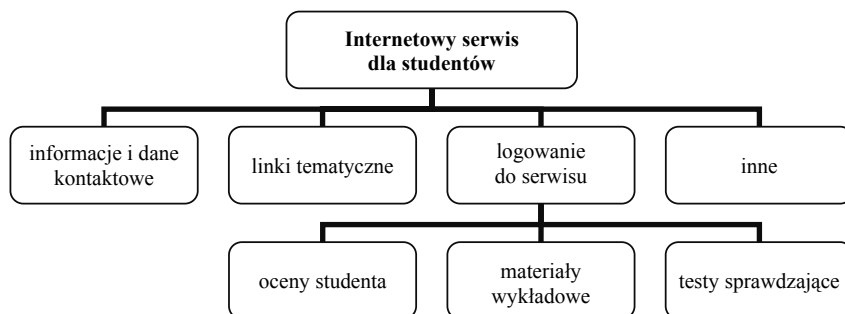 Internetowy serwis
dla studentów
informacje i dane
kontaktowe
linki tematyczne
logowanie
do serwisu
inne
oceny studenta
materiały
wykładowe
testy sprawdzające